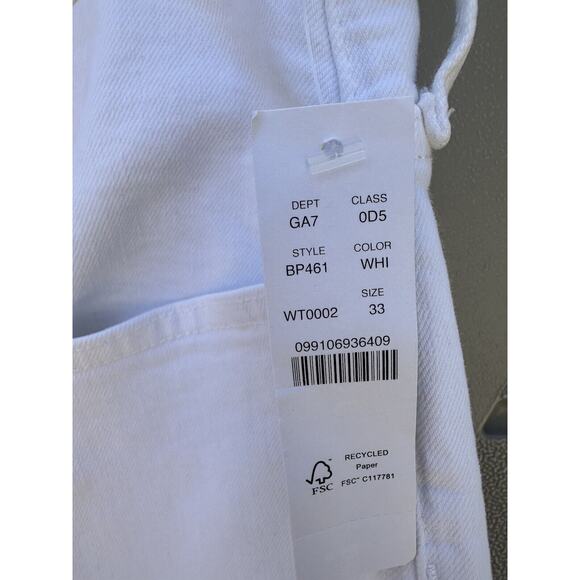 DEPT CLASS
GA7 0D5
STYLE COLOR
BP461 WHI
SIZE
WT0002 33
099106936409
RECYCLED
Paper
FSC™ C117781
FSC